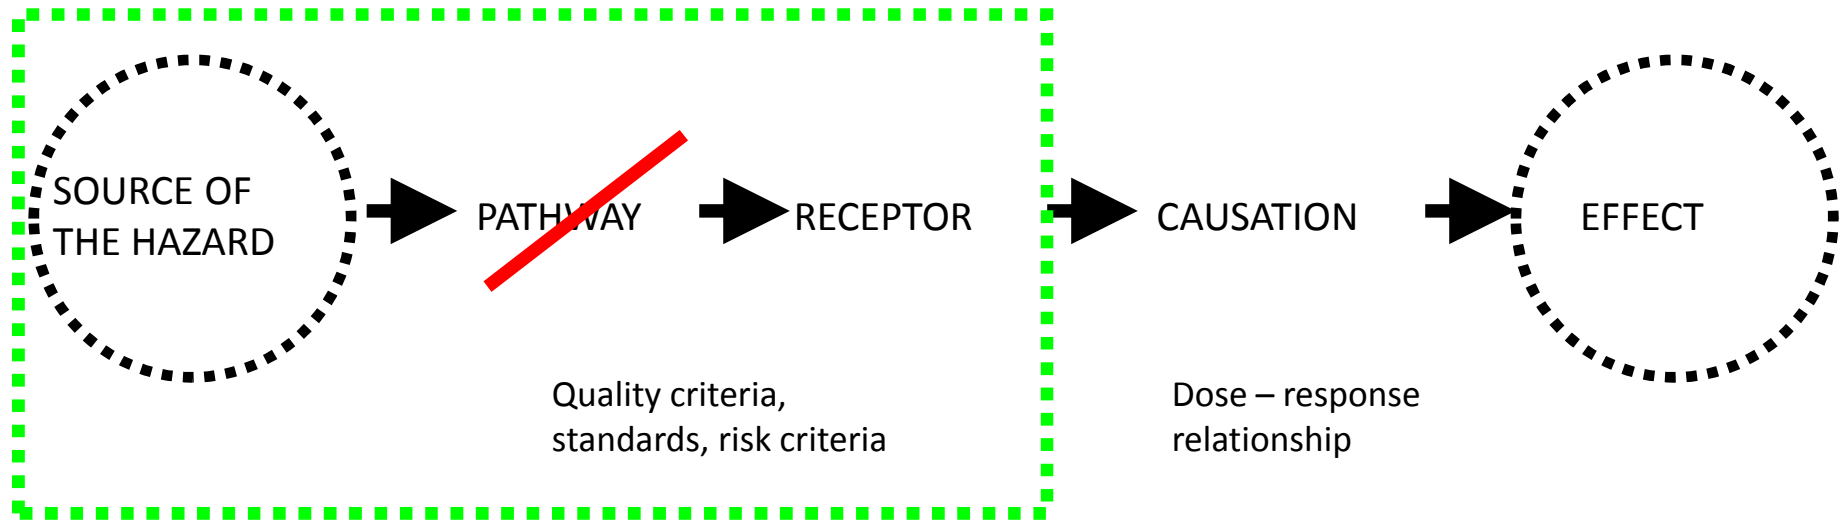 SOURCE OF
THE HAZARD
PATHWAY
RECEPTOR
CAUSATION
EFFECT
Quality criteria,
standards, risk criteria
Dose – response
relationship